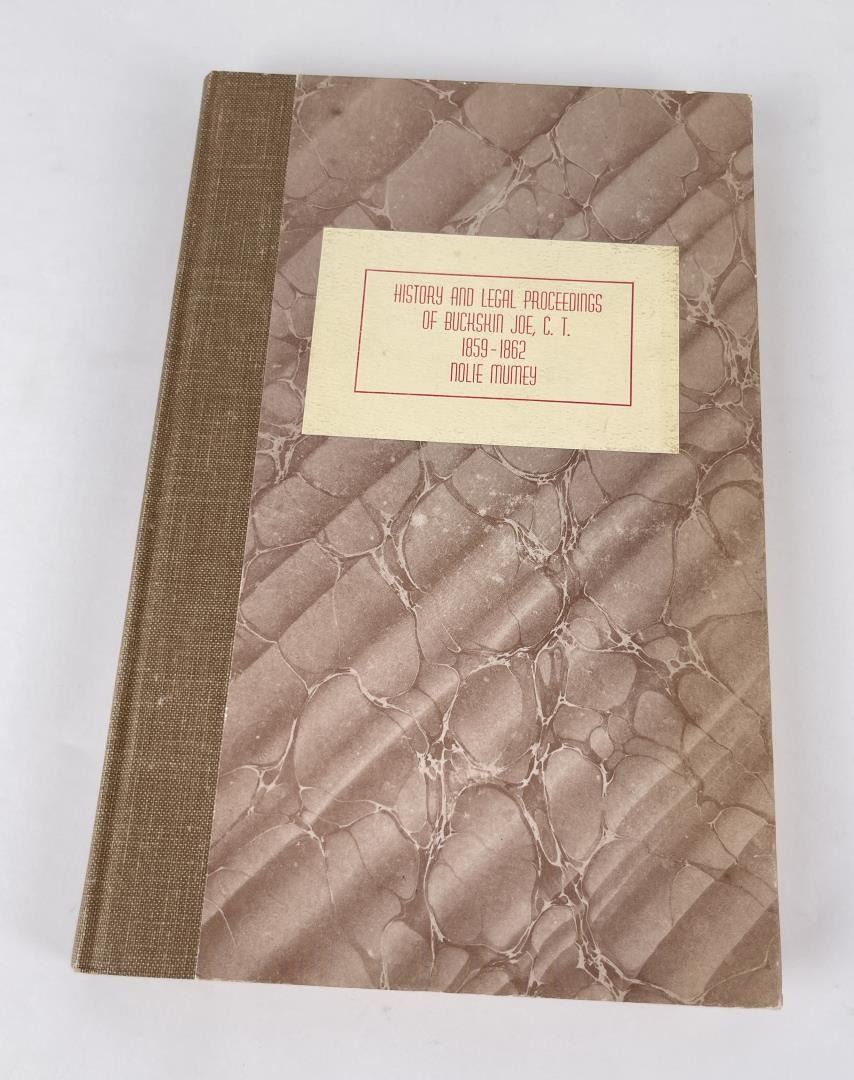 HISTORY AND LEGAL PROCEEDINGS
OF BUCKSKIN JOE, C. T.
1859-1862
NOLIE MUMEY